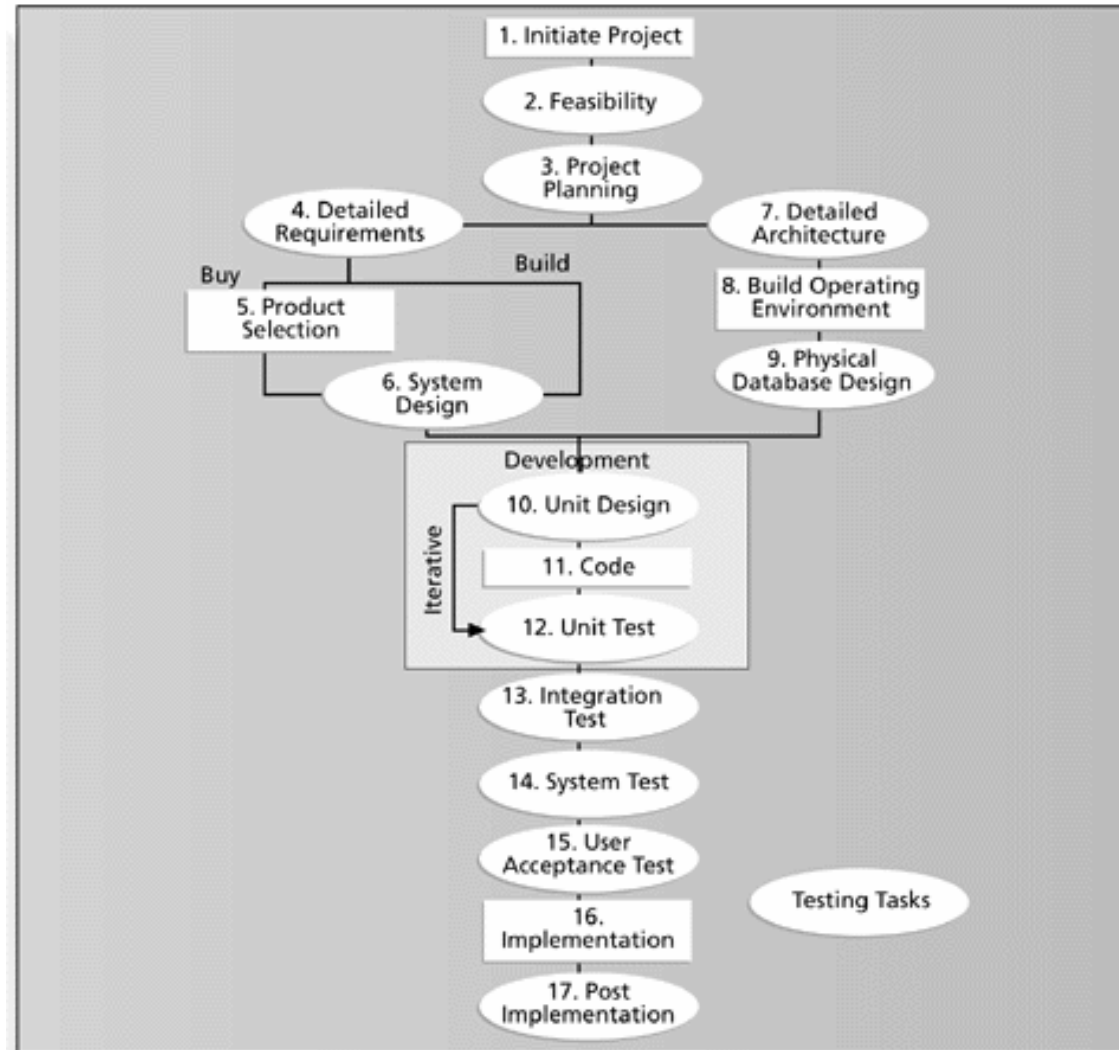 1. Initiate Project
2. Feasibility
3. Project
Planning
4. Detailed
Requirements
7. Detailed
Architecture
Buy
Build
5. Product
Selection
8. Build Operating
Environment
6. System
Design
9. Physical
Database Design
Development
10. Unit Design
Iterative
11. Code
12. Unit Test
13. Integration
Test
14. System Test
15. User
Acceptance Test
Testing Tasks
16.
Implementation
17. Post
Implementation